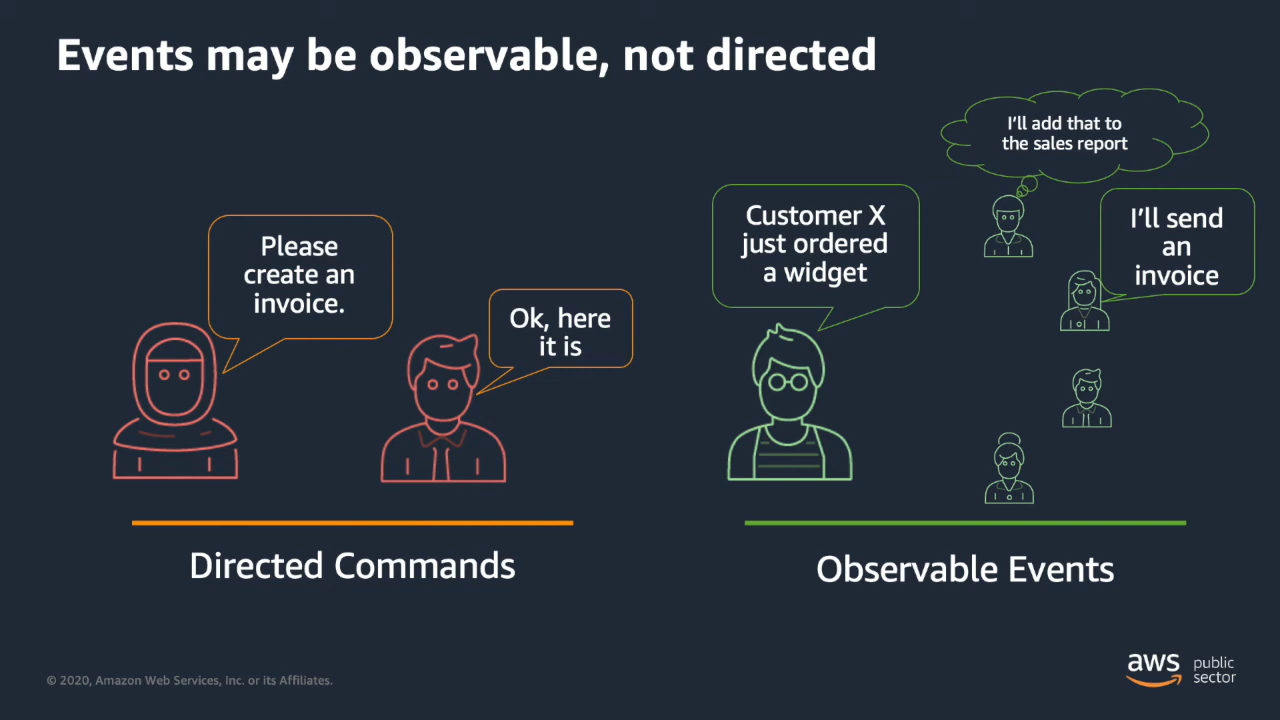 Events may be observable, not directed
I'll add that to
the sales report
Please
create an
invoice.
Ok, here
it is
Customer X
just ordered
a widget
I'll send
an
invoice
Directed Commands
Observable Events
© 2020, Amazon Web Services, Inc. or its Affiliates.
aws
public
sector